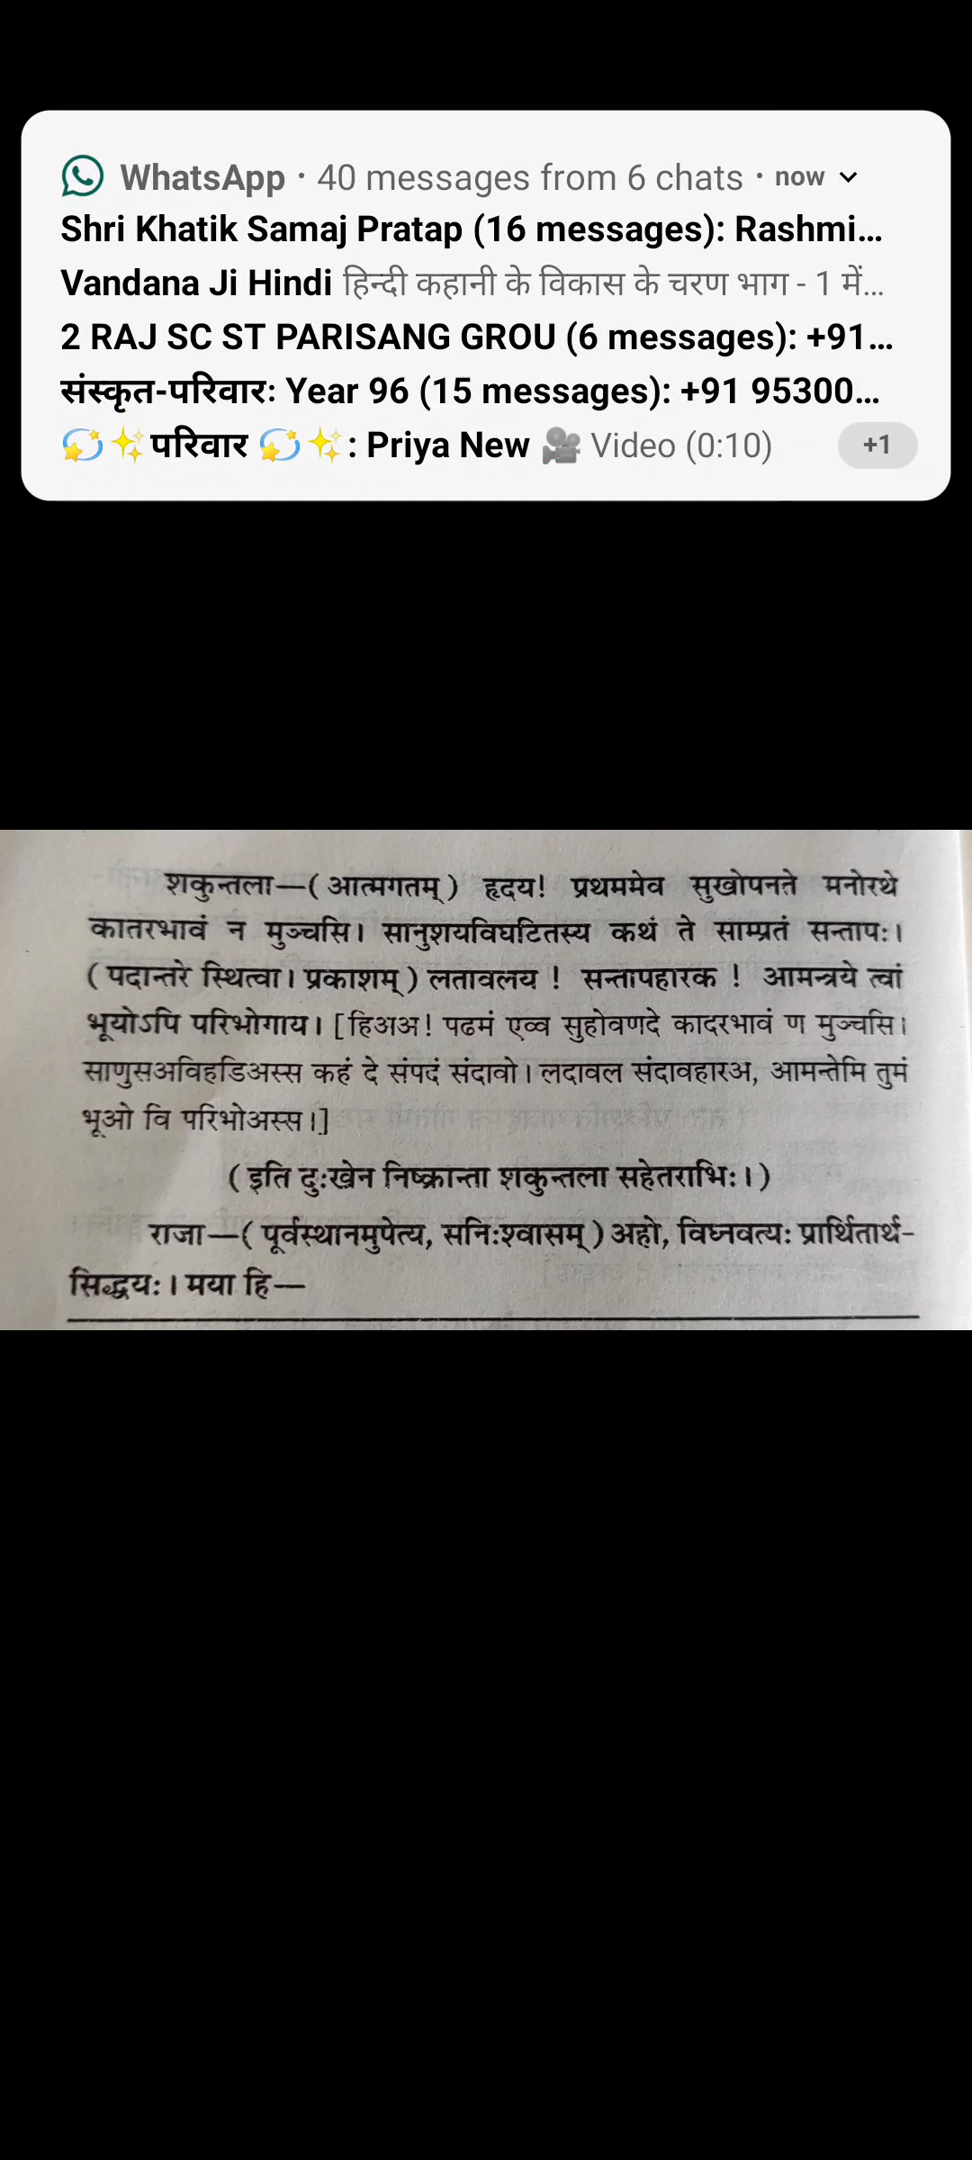 WhatsApp · 40 messages from 6 chats · now
Shri Khatik Samaj Pratap (16 messages): Rashmi...
Vandana Ji Hindi हिन्दी कहानी के विकास के चरण भाग - 1 में...
2 RAJ SC ST PARISANG GROU (6 messages): +91...
संस्कृत-परिवारः Year 96 (15 messages): +91 95300...
💫✨परिवार 💫✨: Priya New 🎥 Video (0:10) +1
शकुन्तला—( आत्मगतम् ) हृदय! प्रथममेव सुखोपनते मनोरथे
कातरभावं न मुञ्चसि। सानुशयविघटितस्य कथं ते साम्प्रतं सन्तापः।
( पदान्तरे स्थित्वा। प्रकाशम् ) लतावलय ! सन्तापहारक ! आमन्त्रये त्वां
भूयोऽपि परिभोगाय। [हिअअ! पढमं एव्व सुहोवणदे कादरभावं ण मुञ्चसि।
साणुसअविहडिअस्स कहं दे संपदं संदावो। लदावल संदावहारअ, आमन्तेमि तुमं
भूओ वि परिभोअस्स।]
( इति दुःखेन निष्क्रान्ता शकुन्तला सहेतराभिः। )
राजा—( पूर्वस्थानमुपेत्य, सनिःश्वासम् ) अहो, विघ्नवत्यः प्रार्थितार्थ-
सिद्धयः। मया हि—